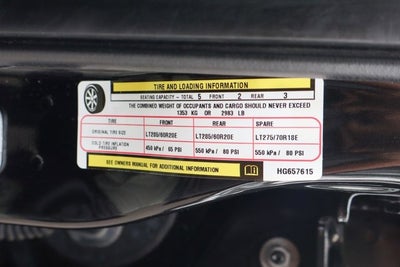 TIRE AND LOADING INFORMATION
SEATING CAPACITY - TOTAL 5 FRONT 2 REAR 3
THE COMBINED WEIGHT OF OCCUPANTS AND CARGO SHOULD NEVER EXCEED
1353 KG OR 2983 LB
TIRE FRONT REAR SPARE
ORIGINAL TIRE SIZE LT285/60R20E LT285/60R20E LT275/70R18E
COLD TIRE INFLATION PRESSURE 450 kPa / 65 PSI 550 kPa / 80 PSI 550 kPa / 80 PSI
SEE OWNERS MANUAL FOR ADDITIONAL INFORMATION
HG657615